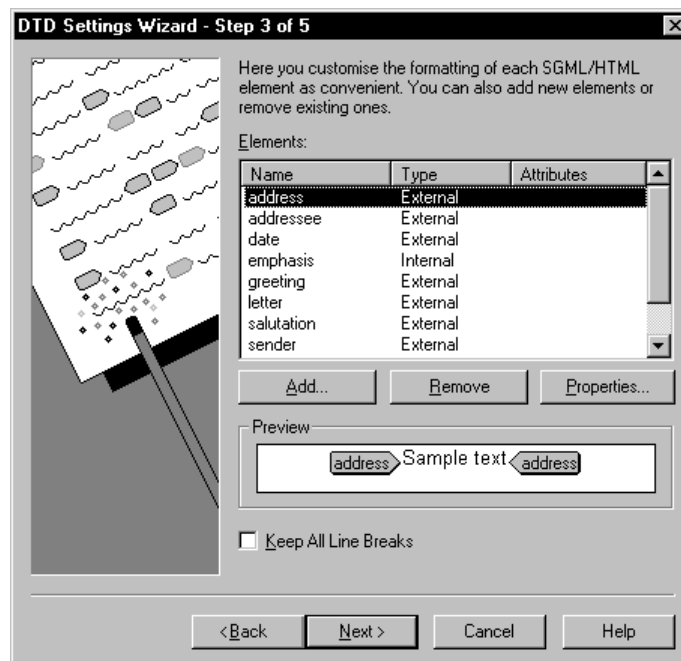 DTD Settings Wizard - Step 3 of 5
Here you customise the formatting of each SGML/HTML
element as convenient. You can also add new elements or
remove existing ones.
Elements:
Name Type Attributes
address External
addressee External
date External
emphasis Internal
greeting External
letter External
salutation External
sender External
Add... Remove Properties...
Preview
address Sample text address
Keep All Line Breaks
<Back Next > Cancel Help